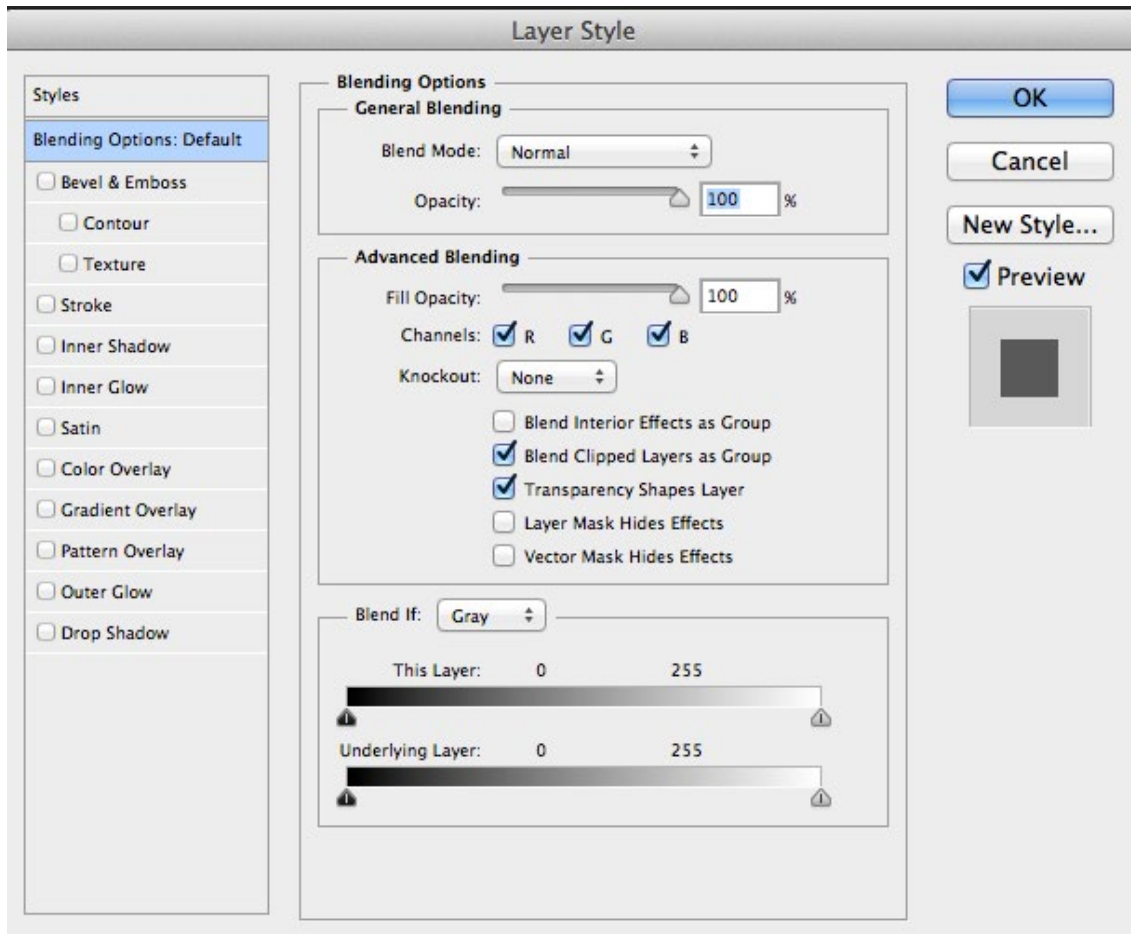 Layer Style
Styles
Blending Options: Default
Bevel & Emboss
Contour
Texture
Stroke
Inner Shadow
Inner Glow
Satin
Color Overlay
Gradient Overlay
Pattern Overlay
Outer Glow
Drop Shadow
Blending Options
General Blending
Blend Mode: Normal
Opacity: 100 %
Advanced Blending
Fill Opacity: 100 %
Channels: R G B
Knockout: None
Blend Interior Effects as Group
Blend Clipped Layers as Group
Transparency Shapes Layer
Layer Mask Hides Effects
Vector Mask Hides Effects
Blend If: Gray
This Layer: 0 255
Underlying Layer: 0 255
OK
Cancel
New Style...
Preview